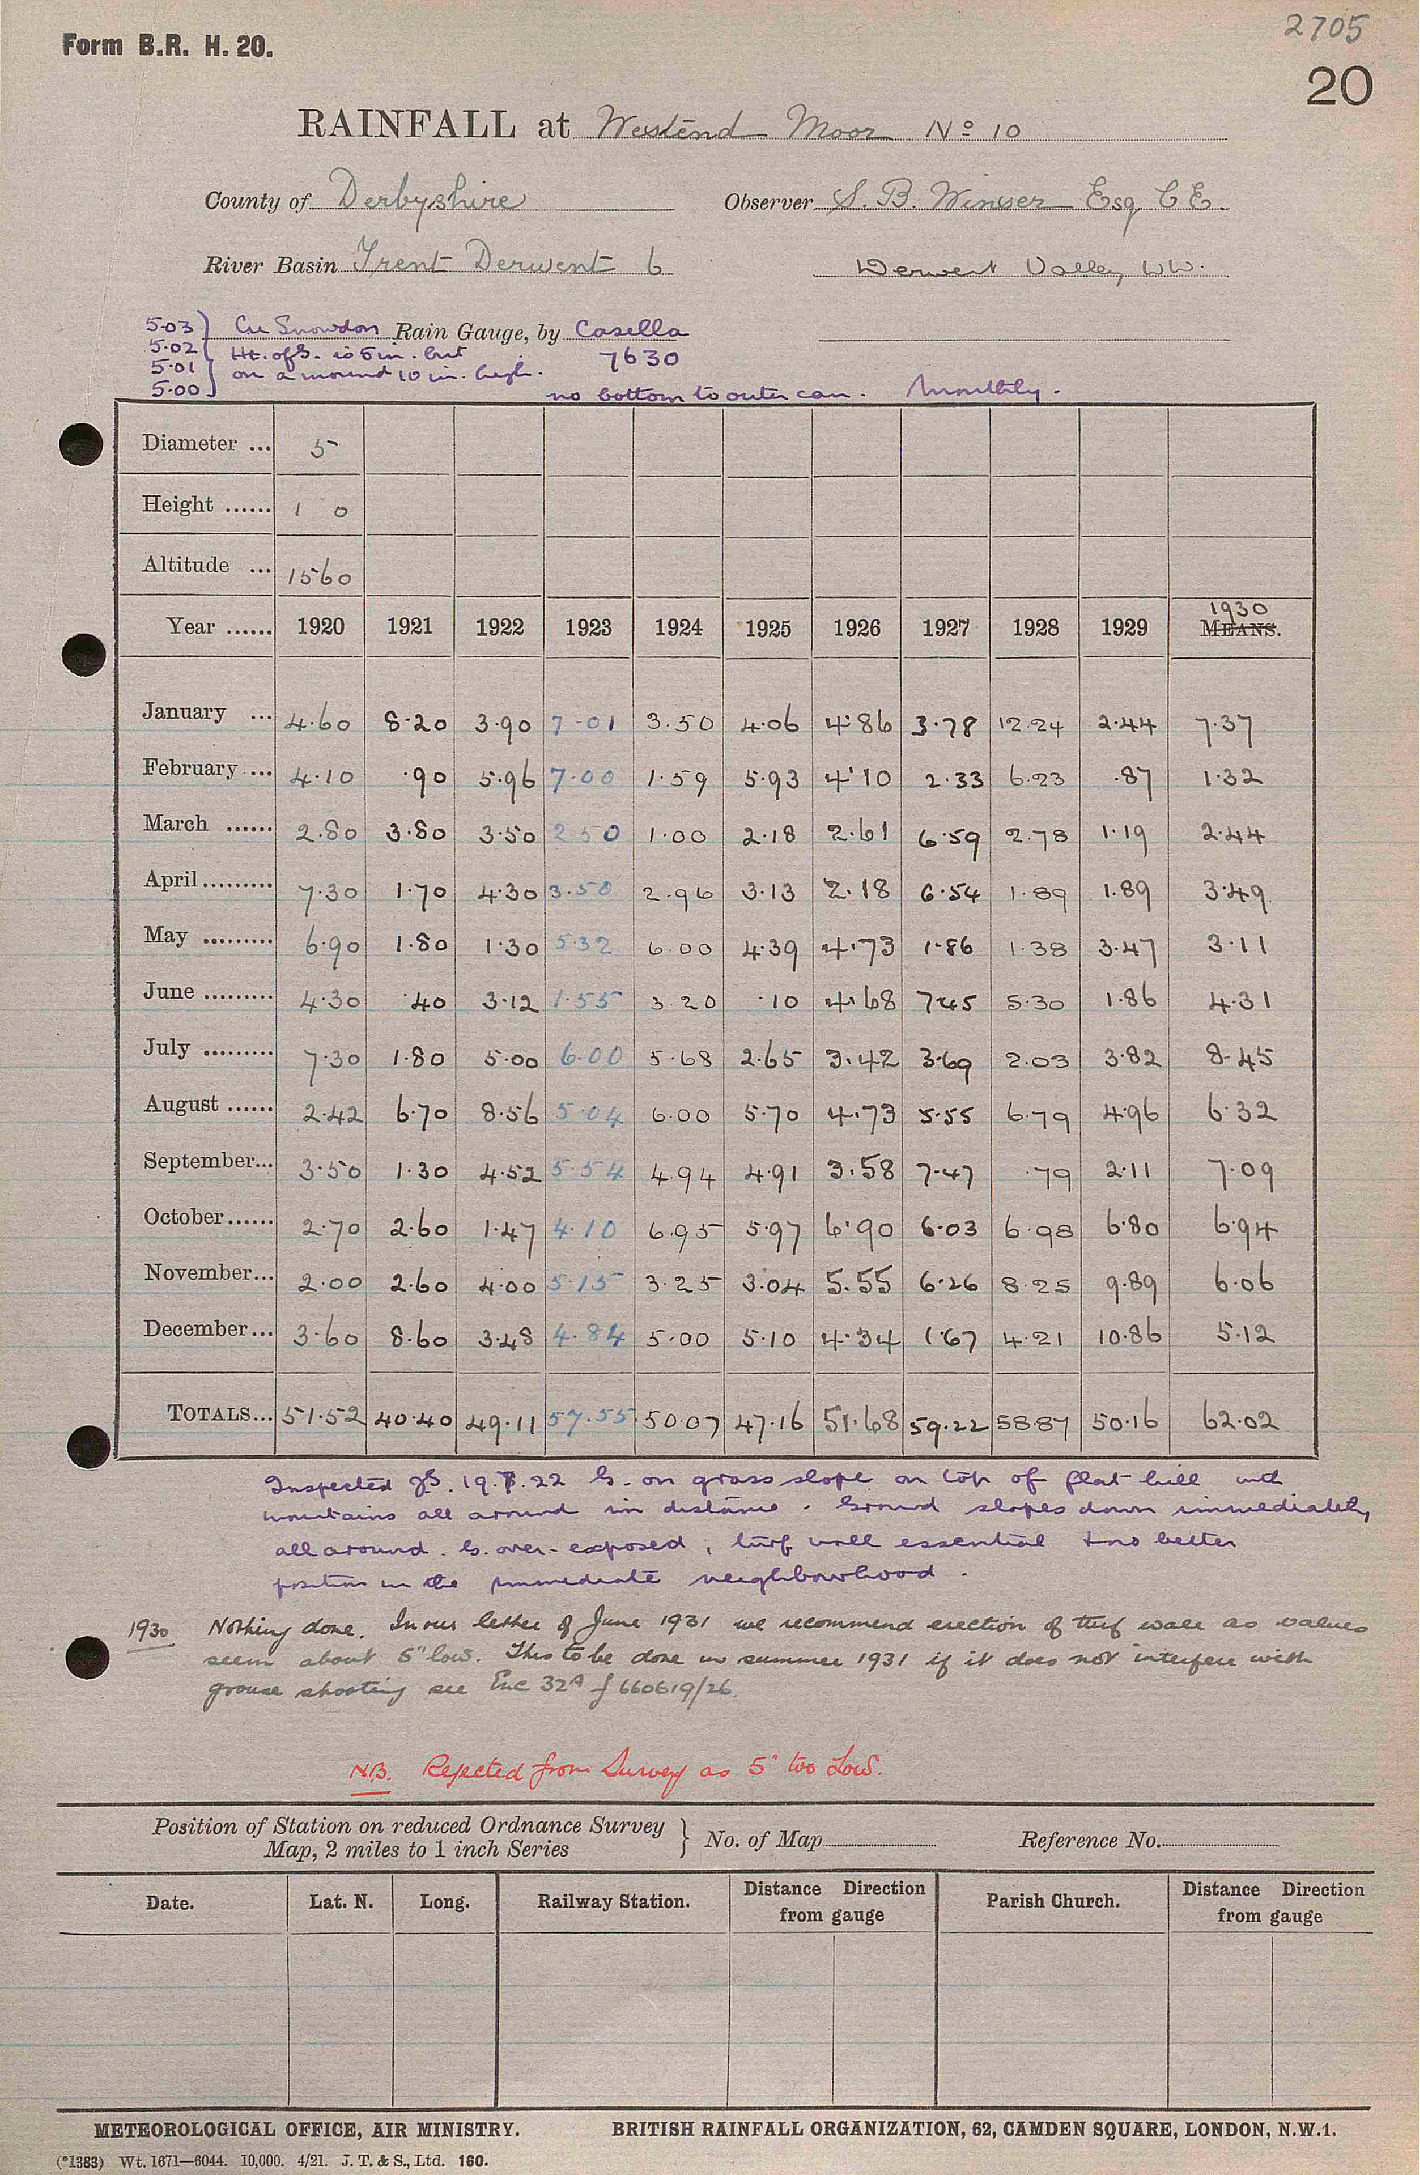 2705
Form B.R. H. 20.
20
RAINFALL at Westend Moor No 10
County of Derbyshire Observer S. B. Winser Esq C E
River Basin Trent Derwent 6 Derwent Valley WW.
5.03 Cu Snowdon Rain Gauge, by Casella
5.02 Ht. of G. is 6 in. but 7630
5.01 on a mound 10 in. high.
5.00 no bottom to outer can. Monthly.
Diameter ... 5
Height ...... 1 0
Altitude ... 1560
1930
Year ...... 1920 1921 1922 1923 1924 1925 1926 1927 1928 1929 MEANS.
January ... 4.60 8.20 3.90 7.01 3.50 4.06 4.86 3.78 12.24 2.44 7.37
February ... 4.10 .90 5.96 7.00 1.59 5.93 4.10 2.33 6.23 .87 1.32
March ...... 2.80 3.80 3.50 2.50 1.00 2.18 2.61 6.59 2.78 1.19 2.44
April ......... 7.30 1.70 4.30 3.50 2.96 3.13 2.18 6.54 1.89 1.89 3.49
May ......... 6.90 1.80 1.30 5.32 6.00 4.39 4.73 1.86 1.38 3.47 3.11
June ......... 4.30 .40 3.12 1.55 3.20 .10 4.68 7.45 5.30 1.86 4.31
July ......... 7.30 1.80 5.00 6.00 5.68 2.65 3.42 3.69 2.03 3.82 8.45
August ...... 2.42 6.70 8.56 5.04 6.00 5.70 4.73 5.55 6.79 4.96 6.32
September... 3.50 1.30 4.52 5.54 4.94 4.91 3.58 7.47 .79 2.11 7.09
October...... 2.70 2.60 1.47 4.10 6.95 5.97 6.90 6.03 6.98 6.80 6.94
November... 2.00 2.60 4.00 5.15 3.25 3.04 5.55 6.26 8.25 9.89 6.06
December... 3.60 8.60 3.48 4.84 5.00 5.10 4.34 1.67 4.21 10.86 5.12
TOTALS... 51.52 40.40 49.11 57.55 50.07 47.16 51.68 59.22 58.87 50.16 62.02
Inspected 19.7.22 G. on grass slope on top of flat hill with
mountains all around in distance. Ground slopes down immediately
all around. G. over-exposed; turf wall essential & no better
position in the immediate neighbourhood.
1930 Nothing done. In our letter of June 1931 we recommend erection of turf wall as values
seem about 5" low. This to be done in summer 1931 if it does not interfere with
grouse shooting see Enc 32A f 660619/26.
NB. Rejected from Survey as 5" too Low.
Position of Station on reduced Ordnance Survey
Map, 2 miles to 1 inch Series } No. of Map Reference No.
Date. Lat. N. Long. Railway Station. Distance Direction from gauge Parish Church. Distance Direction from gauge
METEOROLOGICAL OFFICE, AIR MINISTRY. BRITISH RAINFALL ORGANIZATION, 62, CAMDEN SQUARE, LONDON, N.W.1.
(*1383) Wt. 1671—6044. 10,000. 4/21. J. T. & S., Ltd. 160.